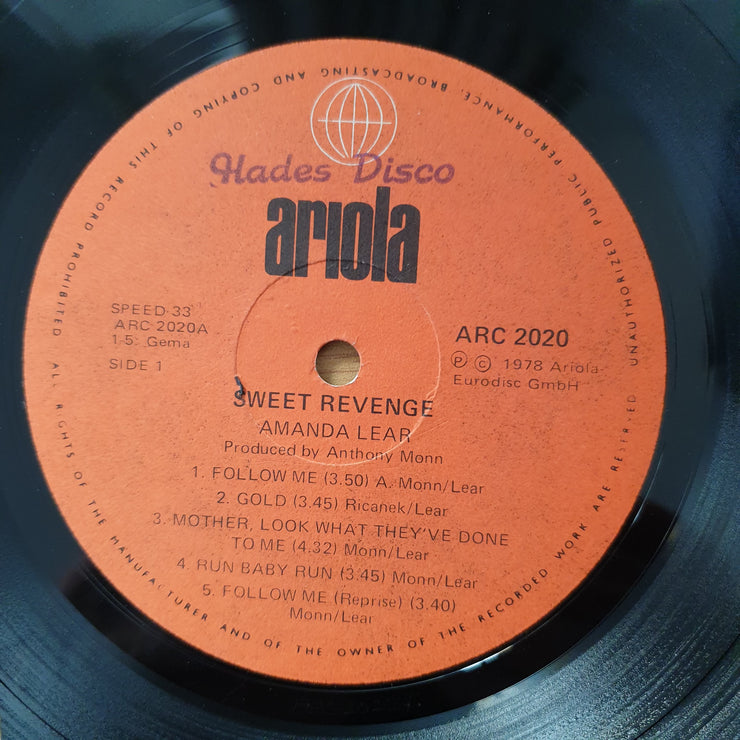 Hades Disco
ariola
SPEED 33
ARC 2020A
1-5: Gema
SIDE 1
ARC 2020
℗ © 1978 Ariola-
Eurodisc GmbH
SWEET REVENGE
AMANDA LEAR
Produced by Anthony Monn
1. FOLLOW ME (3.50) A. Monn/Lear
2. GOLD (3.45) Ricanek/Lear
3. MOTHER, LOOK WHAT THEY'VE DONE
TO ME (4.32) Monn/Lear
4. RUN BABY RUN (3.45) Monn/Lear
5. FOLLOW ME (Reprise) (3.40)
Monn/Lear
ALL RIGHTS OF THE MANUFACTURER AND OF THE OWNER OF THE RECORDED WORK ARE RESERVED UNAUTHORIZED PUBLIC PERFORMANCE, BROADCASTING AND COPYING OF THIS RECORD PROHIBITED